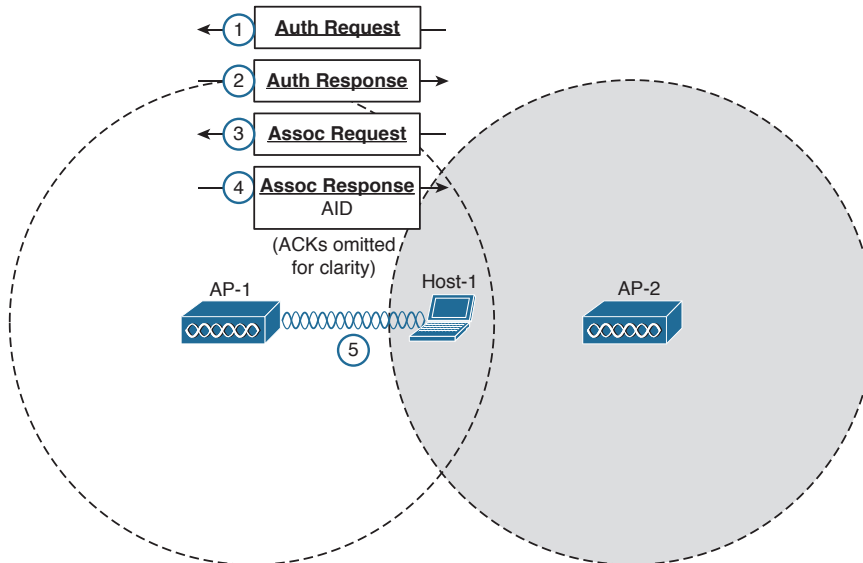 1 Auth Request
2 Auth Response
3 Assoc Request
4 Assoc Response
AID
(ACKs omitted
for clarity)
AP-1
Host-1
AP-2
5